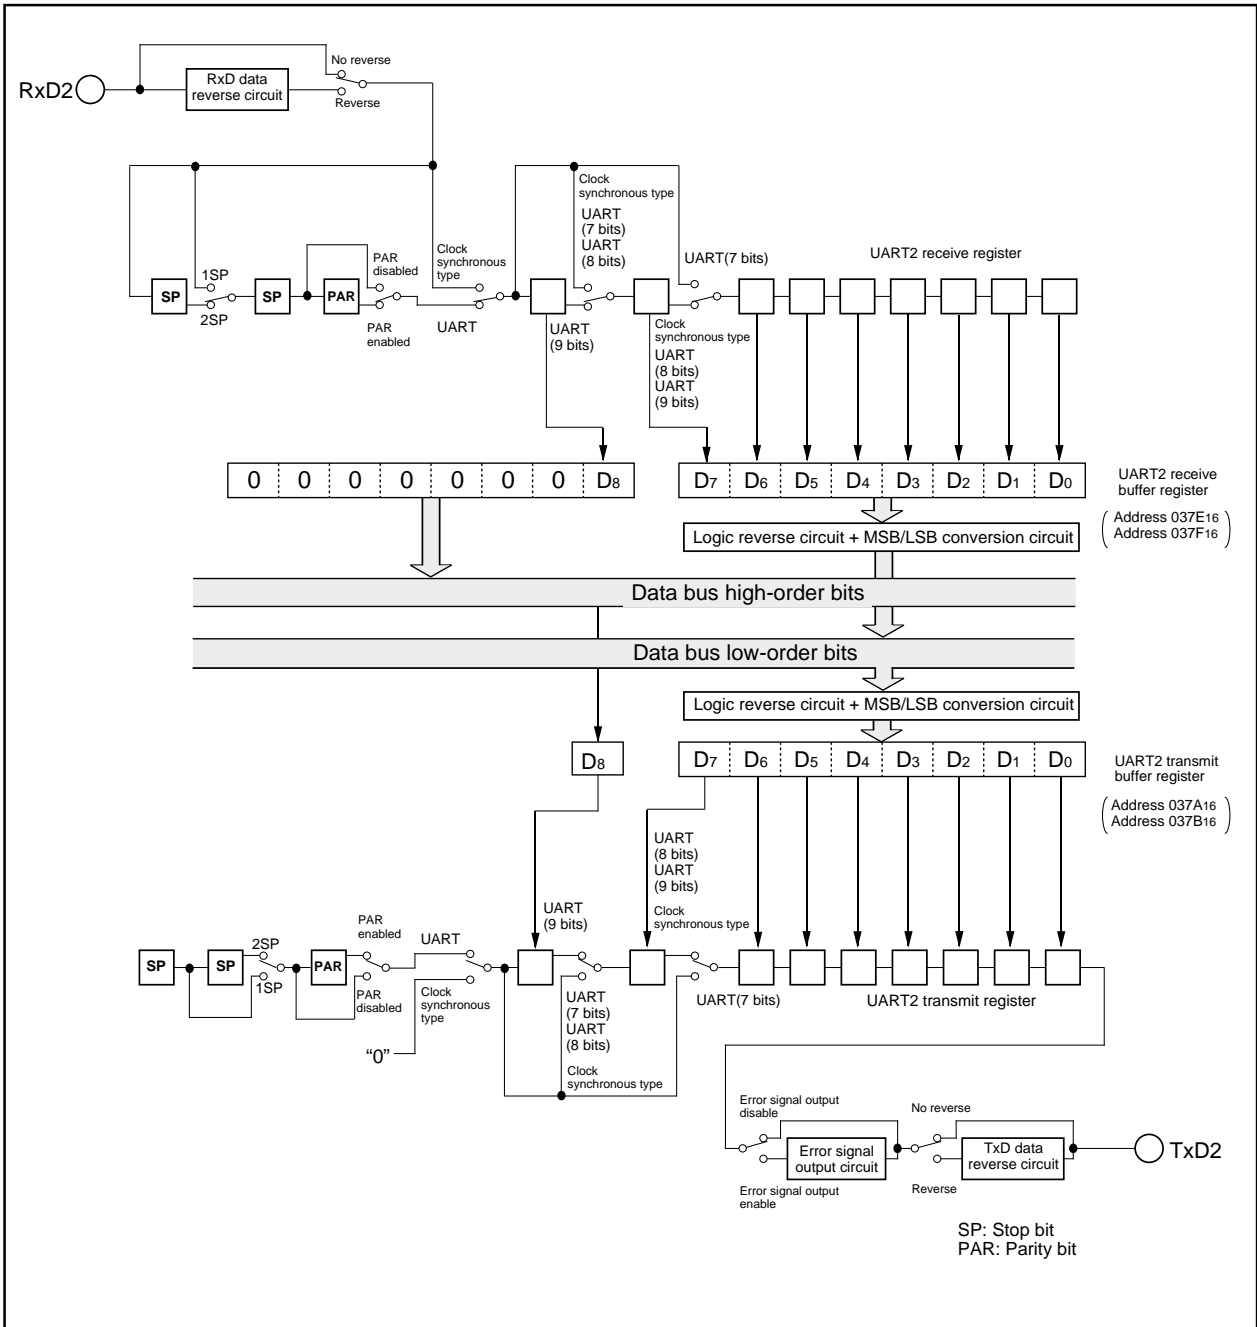 No reverse
RxD2
RxD data
reverse circuit
Reverse
Clock
synchronous type
UART
(7 bits)
UART
(8 bits)
PAR
disabled
Clock
synchronous
type
UART(7 bits)
UART2 receive register
1SP
SP
SP
PAR
2SP
PAR
enabled
UART
UART
(9 bits)
Clock
synchronous type
UART
(8 bits)
UART
(9 bits)
0 0 0 0 0 0 0 D8
D7 D6 D5 D4 D3 D2 D1 D0
UART2 receive
buffer register
Address 037E16
Address 037F16
Logic reverse circuit + MSB/LSB conversion circuit
Data bus high-order bits
Data bus low-order bits
Logic reverse circuit + MSB/LSB conversion circuit
D8
D7 D6 D5 D4 D3 D2 D1 D0
UART2 transmit
buffer register
Address 037A16
Address 037B16
UART
(8 bits)
UART
(9 bits)
Clock
synchronous type
UART
(9 bits)
PAR
enabled
UART
2SP
SP
SP
PAR
1SP
PAR
disabled
Clock
synchronous
type
“0”
UART
(7 bits)
UART
(8 bits)
Clock
synchronous type
UART(7 bits)
UART2 transmit register
Error signal output
disable
No reverse
Error signal
output circuit
TxD data
reverse circuit
TxD2
Error signal output
enable
Reverse
SP: Stop bit
PAR: Parity bit